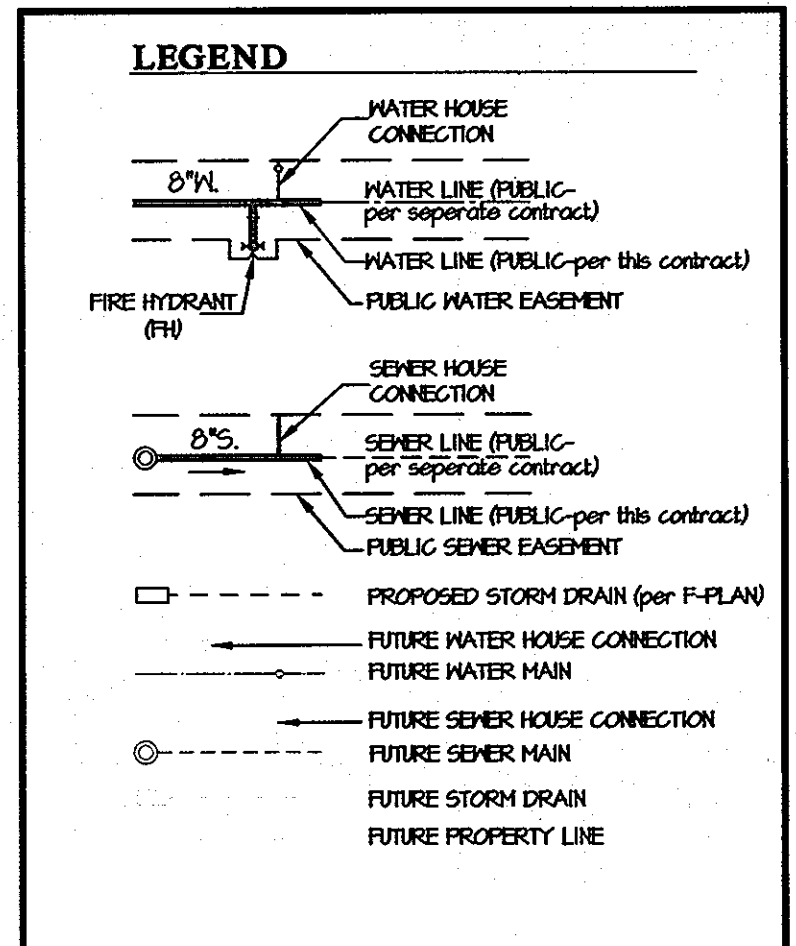 LEGEND
WATER HOUSE
CONNECTION
8"W.
WATER LINE (PUBLIC-
per seperate contract)
WATER LINE (PUBLIC-per this contract)
FIRE HYDRANT
(FH)
PUBLIC WATER EASEMENT
SEWER HOUSE
CONNECTION
8"S.
SEWER LINE (PUBLIC-
per seperate contract)
SEWER LINE (PUBLIC-per this contract)
PUBLIC SEWER EASEMENT
PROPOSED STORM DRAIN (per F-PLAN)
FUTURE WATER HOUSE CONNECTION
FUTURE WATER MAIN
FUTURE SEWER HOUSE CONNECTION
FUTURE SEWER MAIN
FUTURE STORM DRAIN
FUTURE PROPERTY LINE